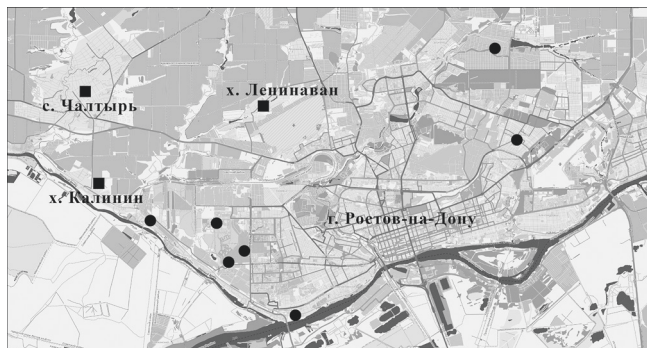 х. Ленинаван
с. Чалтырь
х. Калинин
г. Ростов-на-Дону